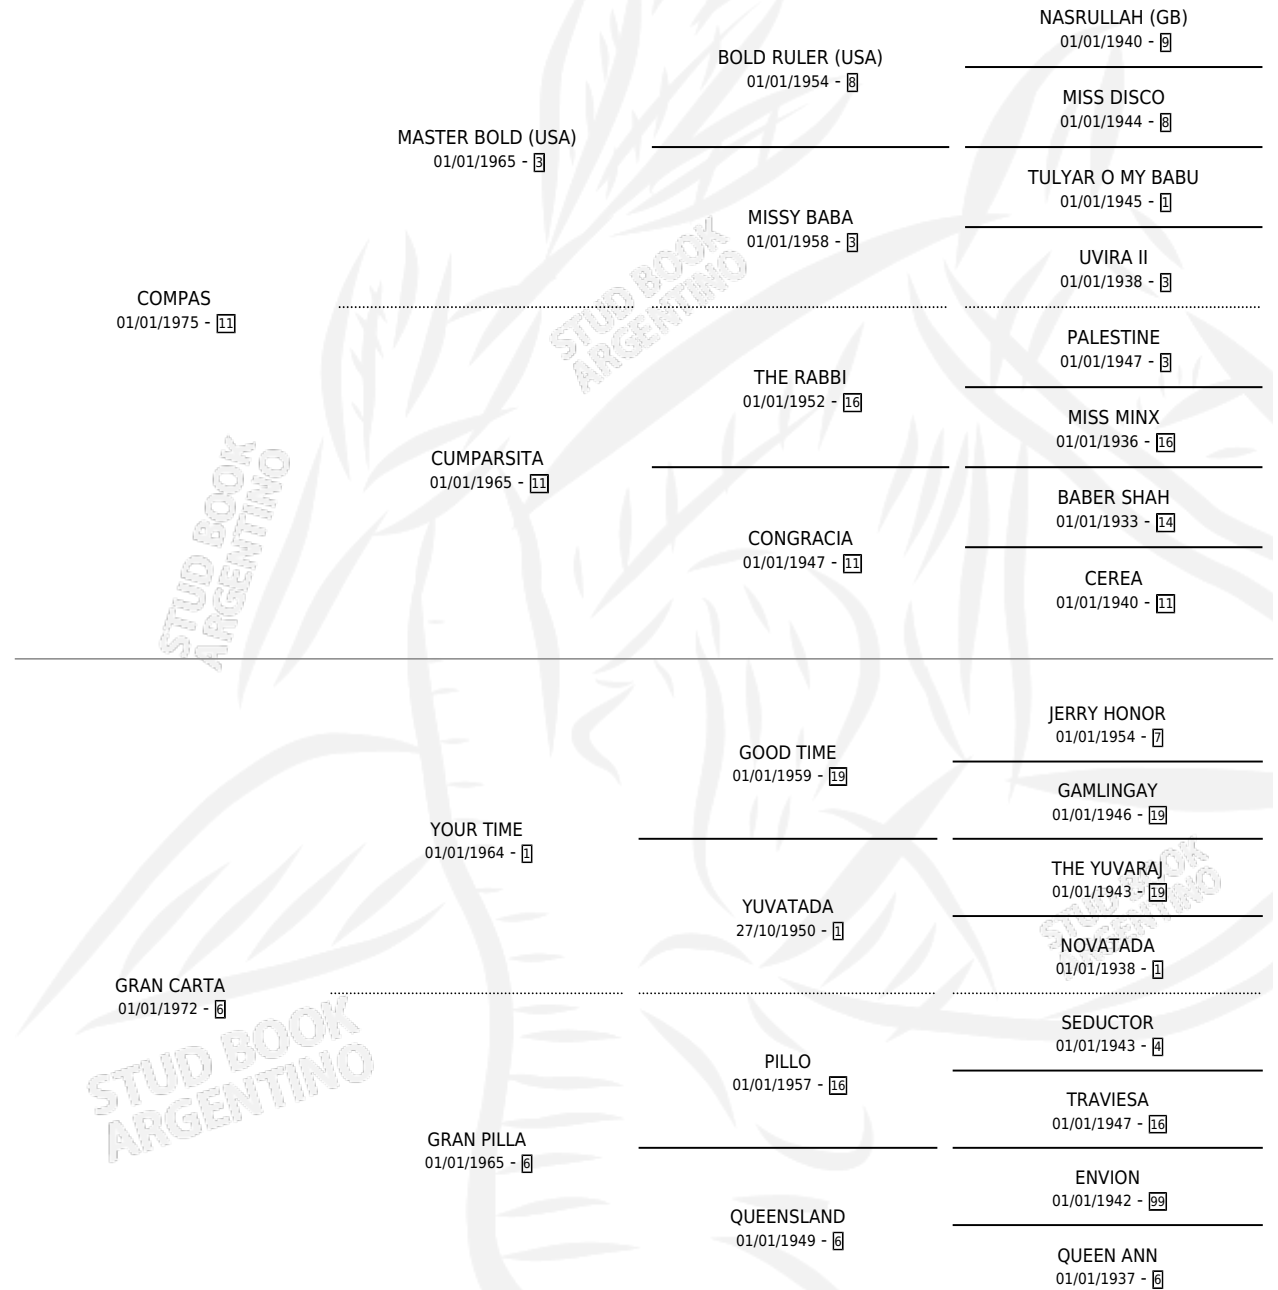 NASRULLAH (GB)
01/01/1940 - 9
BOLD RULER (USA)
01/01/1954 - 8
MISS DISCO
01/01/1944 - 8
MASTER BOLD (USA)
01/01/1965 - 3
TULYAR O MY BABU
01/01/1945 - 1
MISSY BABA
01/01/1958 - 3
UVIRA II
01/01/1938 - 3
COMPAS
01/01/1975 - 11
PALESTINE
01/01/1947 - 3
THE RABBI
01/01/1952 - 16
MISS MINX
01/01/1936 - 16
CUMPARSITA
01/01/1965 - 11
BABER SHAH
01/01/1933 - 14
CONGRACIA
01/01/1947 - 11
CEREA
01/01/1940 - 11
JERRY HONOR
01/01/1954 - 7
GOOD TIME
01/01/1959 - 19
GAMLINGAY
01/01/1946 - 19
YOUR TIME
01/01/1964 - 1
THE YUVARAJ
01/01/1943 - 19
YUVATADA
27/10/1950 - 1
NOVATADA
01/01/1938 - 1
GRAN CARTA
01/01/1972 - 6
SEDUCTOR
01/01/1943 - 4
PILLO
01/01/1957 - 16
TRAVIESA
01/01/1947 - 16
GRAN PILLA
01/01/1965 - 6
ENVION
01/01/1942 - 99
QUEENSLAND
01/01/1949 - 6
QUEEN ANN
01/01/1937 - 6
STUD BOOK
ARGENTINO
STUD BOOK
ARGENTINO
STUD BOOK
ARGENTINO
STUD BOOK
ARGENTINO